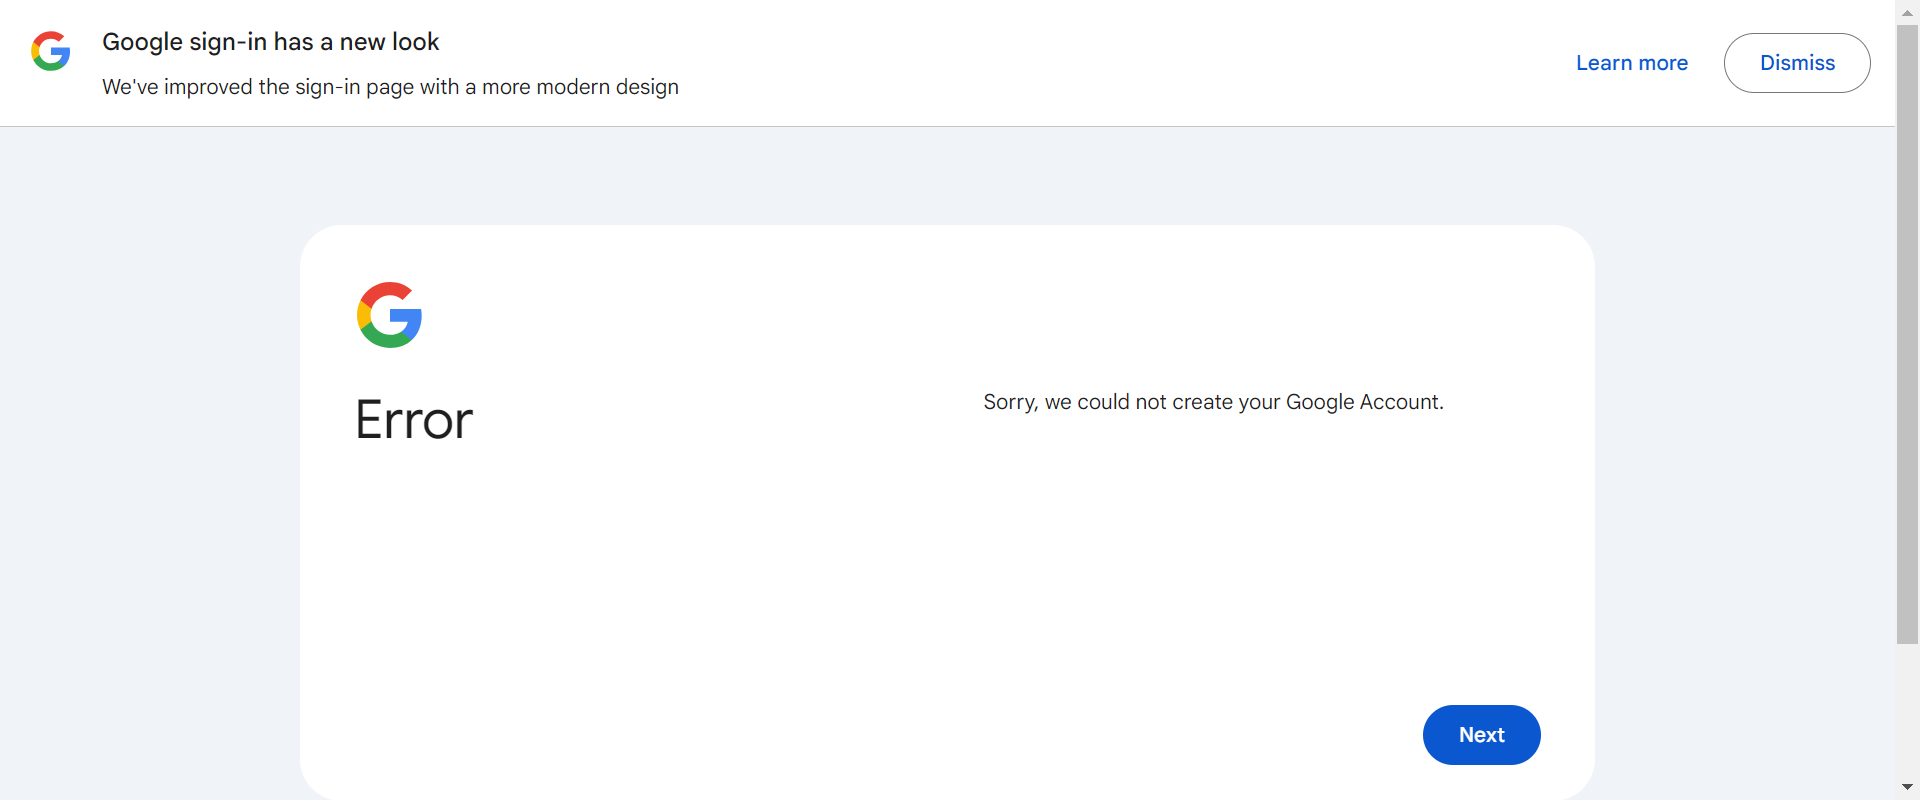 Google sign-in has a new look
We've improved the sign-in page with a more modern design
Learn more
Dismiss
Error
Sorry, we could not create your Google Account.
Next